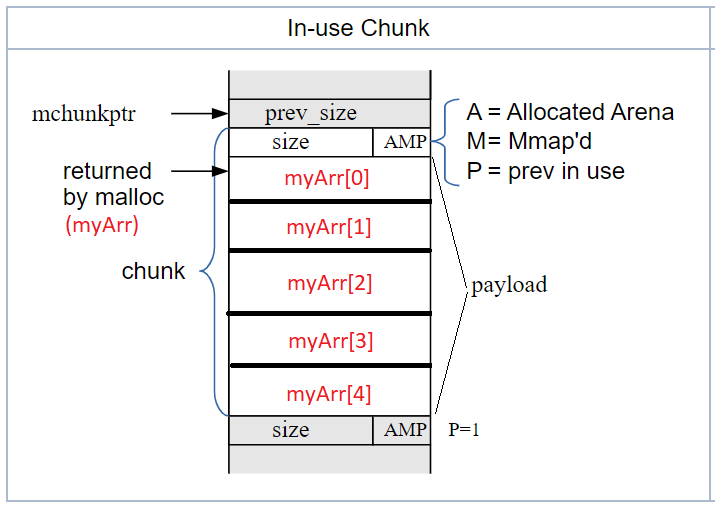 In-use Chunk
mchunkptr
prev_size
A = Allocated Arena
size
AMP
M= Mmap'd
P = prev in use
returned
by malloc
(myArr)
myArr[0]
myArr[1]
chunk
myArr[2]
payload
myArr[3]
myArr[4]
size
AMP
P=1